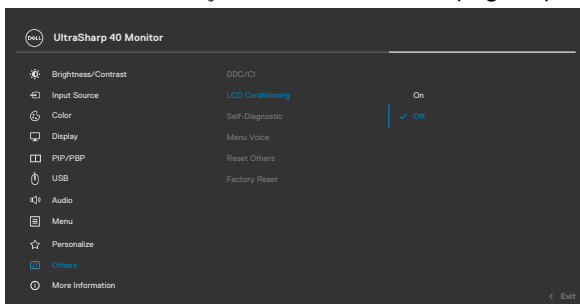 DELL UltraSharp 40 Monitor
Brightness/Contrast DDC/CI
Input Source LCD Conditioning On
Color Self-Diagnostic ✓ Off
Display Menu Voice
PIP/PBP Reset Others
USB Factory Reset
Audio
Menu
Personalize
Others
More Information
< Exit